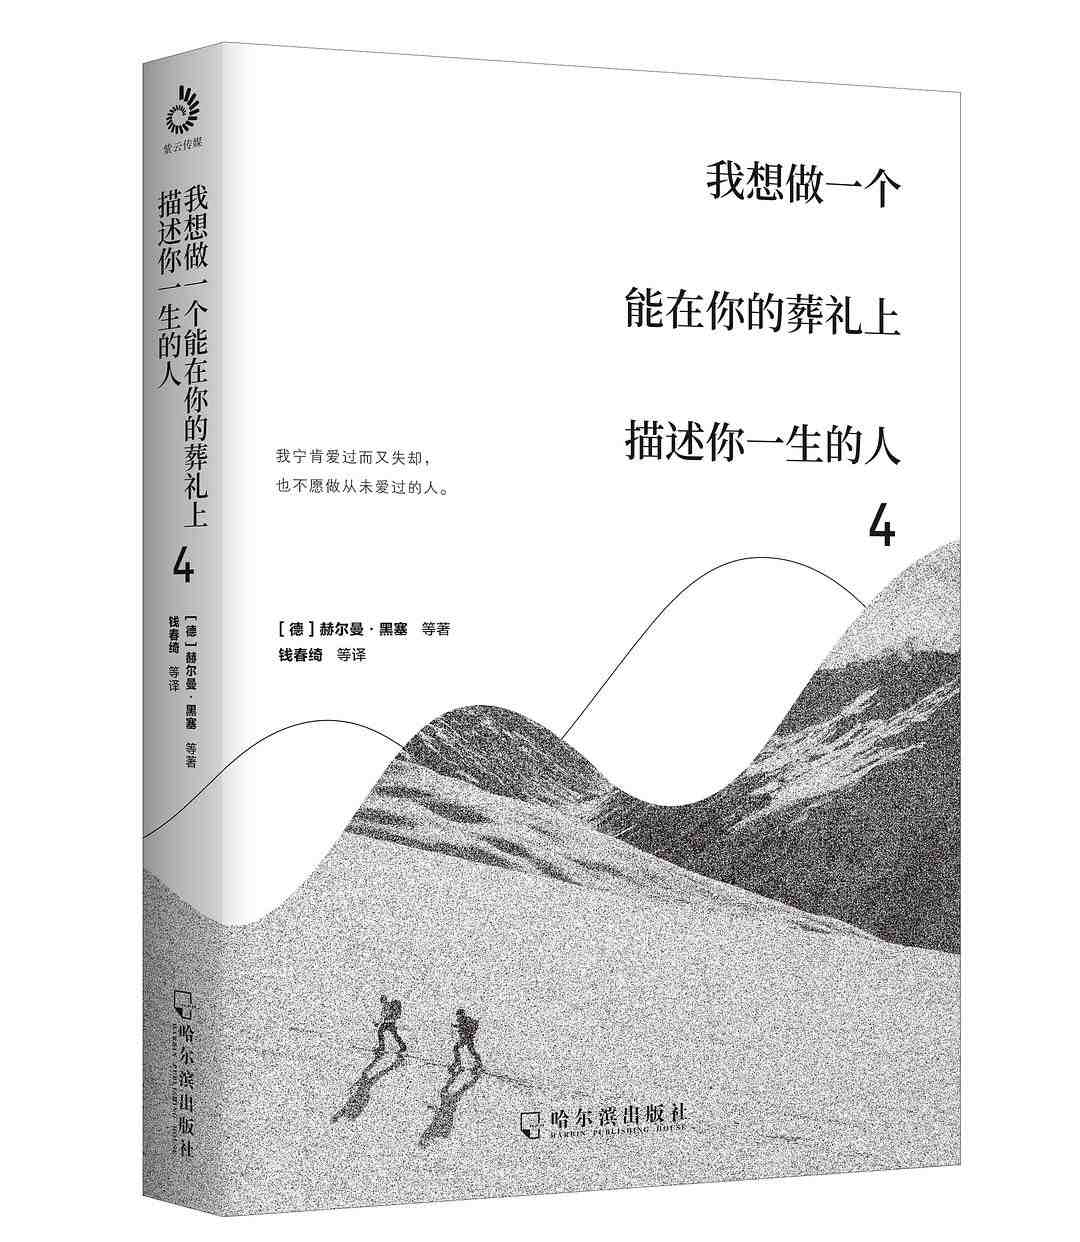 紫云传媒
我想做一个能在你的葬礼上
描述你一生的人
4
[德]赫尔曼·黑塞 等著
钱春绮 等译
哈尔滨出版社
HARBIN PUBLISHING HOUSE
我想做一个
能在你的葬礼上
描述你一生的人
4
我宁肯爱过而又失却，
也不愿做从未爱过的人。
[德]赫尔曼·黑塞 等著
钱春绮 等译
哈尔滨出版社
HARBIN PUBLISHING HOUSE